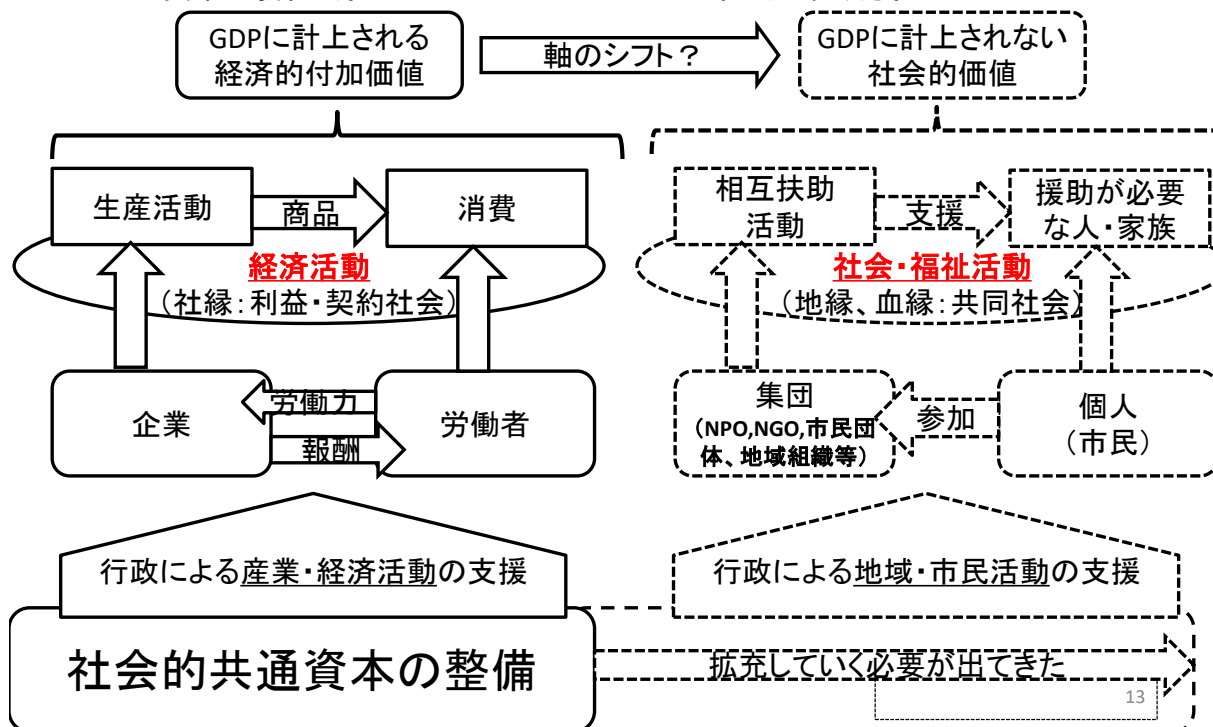 GDPに計上される
経済的付加価値
軸のシフト？
GDPに計上されない
社会的価値
生産活動
商品
消費
経済活動
（社縁：利益・契約社会）
企業
労働力
報酬
労働者
相互扶助
活動
支援
援助が必要
な人・家族
社会・福祉活動
（地縁、血縁：共同社会）
集団
（NPO,NGO,市民団
体、地域組織等）
参加
個人
（市民）
行政による産業・経済活動の支援
行政による地域・市民活動の支援
社会的共通資本の整備
拡充していく必要が出てきた
13